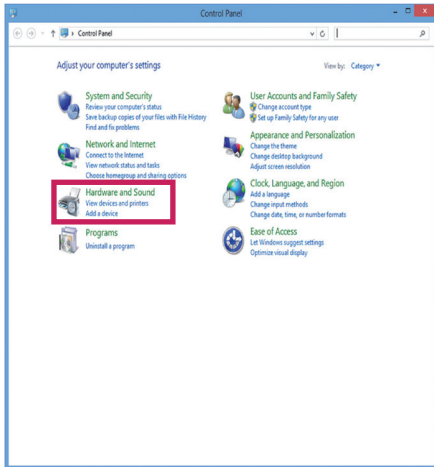 Control Panel
Control Panel
Adjust your computer's settings
View by: Category
System and Security
Review your computer's status
Save backup copies of your files with File History
Find and fix problems
Network and Internet
Connect to the Internet
View network status and tasks
Choose homegroup and sharing options
Hardware and Sound
View devices and printers
Add a device
Programs
Uninstall a program
User Accounts and Family Safety
Change account type
Set up Family Safety for any user
Appearance and Personalization
Change the theme
Change desktop background
Adjust screen resolution
Clock, Language, and Region
Add a language
Change input methods
Change date, time, or number formats
Ease of Access
Let Windows suggest settings
Optimize visual display